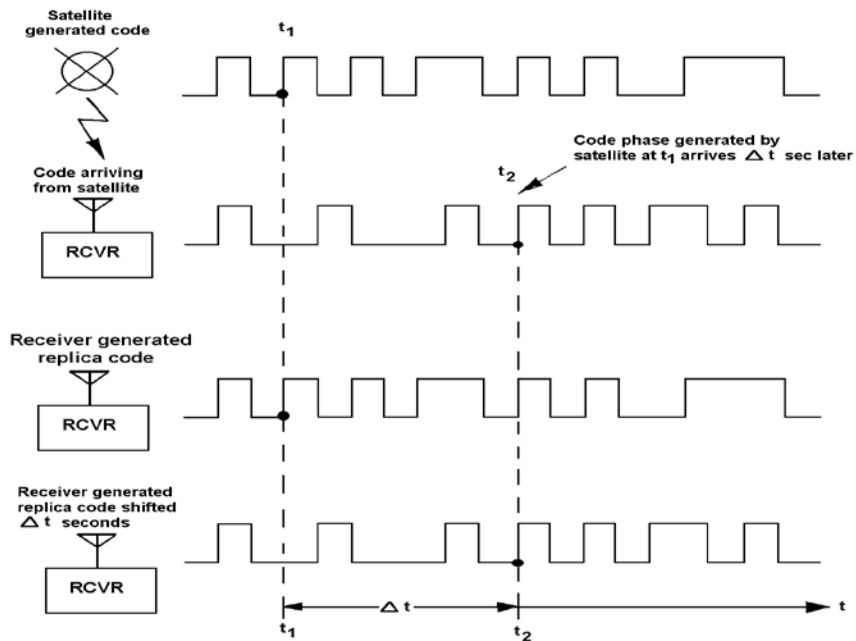 Satellite
generated code
t1
Code arriving
from satellite
RCVR
Code phase generated by
satellite at t1 arrives Δ t sec later
t2
Receiver generated
replica code
RCVR
Receiver generated
replica code shifted
Δ t seconds
RCVR
Δ t
t
t1
t2